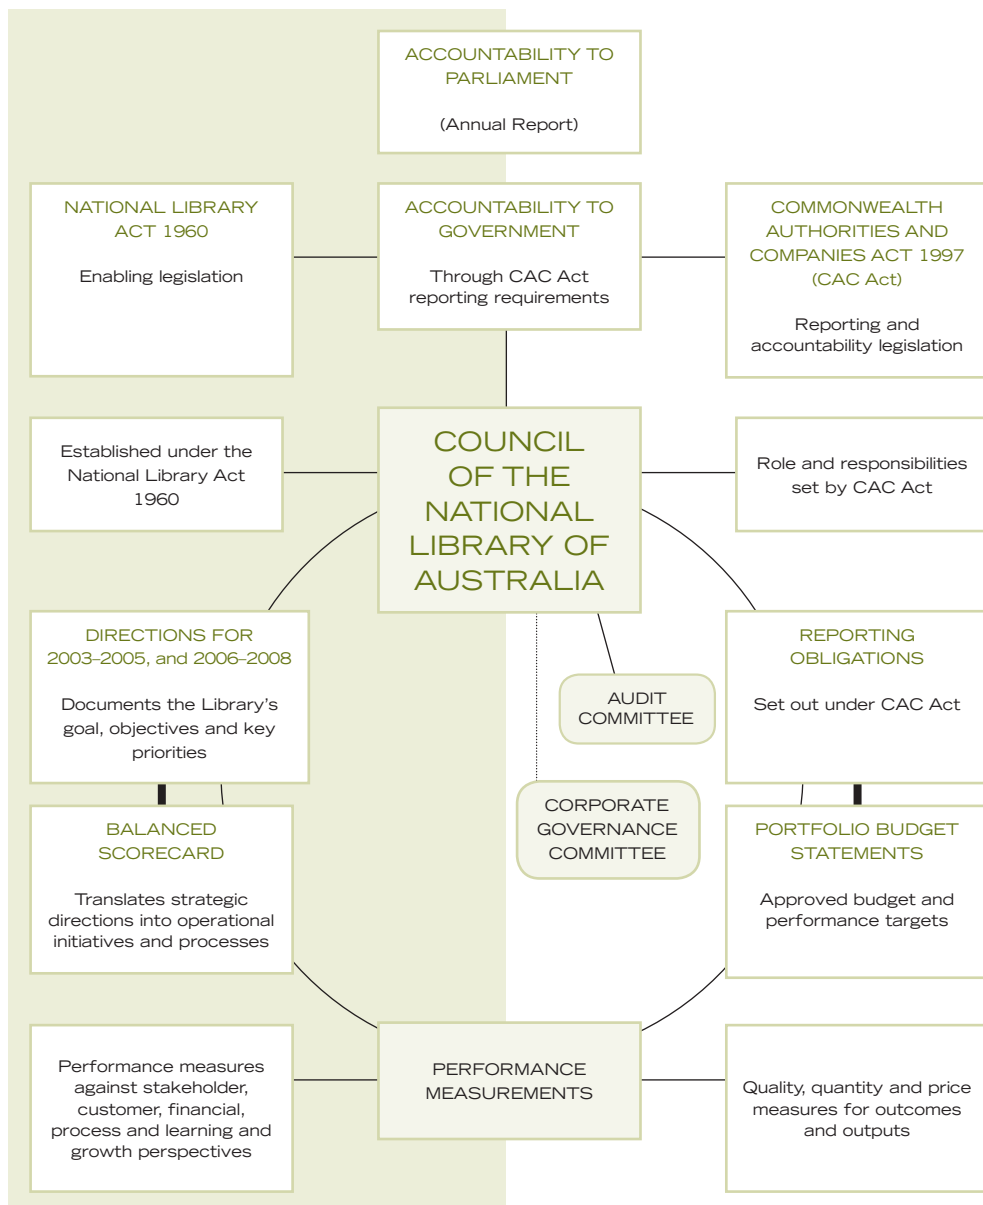 ACCOUNTABILITY TO
PARLIAMENT
(Annual Report)
NATIONAL LIBRARY
ACT 1960
Enabling legislation
ACCOUNTABILITY TO
GOVERNMENT
Through CAC Act
reporting requirements
COMMONWEALTH
AUTHORITIES AND
COMPANIES ACT 1997
(CAC Act)
Reporting and
accountability legislation
Established under the
National Library Act
1960
COUNCIL
OF THE
NATIONAL
LIBRARY OF
AUSTRALIA
Role and responsibilities
set by CAC Act
DIRECTIONS FOR
2003–2005, and 2006–2008
Documents the Library's
goal, objectives and key
priorities
AUDIT
COMMITTEE
REPORTING
OBLIGATIONS
Set out under CAC Act
BALANCED
SCORECARD
Translates strategic
directions into operational
initiatives and processes
CORPORATE
GOVERNANCE
COMMITTEE
PORTFOLIO BUDGET
STATEMENTS
Approved budget and
performance targets
Performance measures
against stakeholder,
customer, financial,
process and learning and
growth perspectives
PERFORMANCE
MEASUREMENTS
Quality, quantity and price
measures for outcomes
and outputs